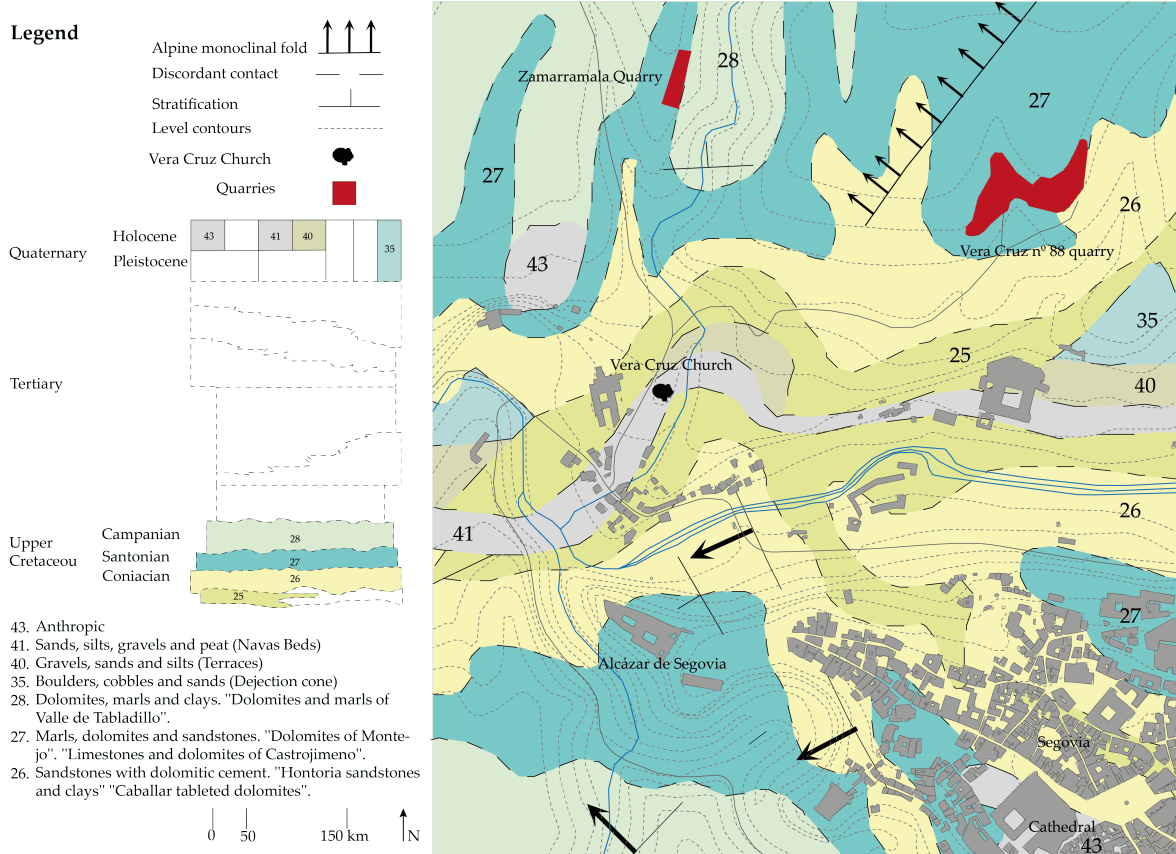 Legend
Alpine monoclinal fold
Discordant contact
Stratification
Level contours
Vera Cruz Church
Quarries
Quaternary
Holocene
Pleistocene
43
41
40
35
Tertiary
Upper
Cretaceou
Campanian
Santonian
Coniacian
28
27
26
25
43. Anthropic
41. Sands, silts, gravels and peat (Navas Beds)
40. Gravels, sands and silts (Terraces)
35. Boulders, cobbles and sands (Dejection cone)
28. Dolomites, marls and clays. "Dolomites and marls of
Valle de Tabladillo".
27. Marls, dolomites and sandstones. "Dolomites of Monte-
jo". "Limestones and dolomites of Castrojimeno".
26. Sandstones with dolomitic cement. "Hontoria sandstones
and clays" "Caballar tableted dolomites".
0 50 150 km N
28
Zamarramala Quarry
27
27
26
Vera Cruz nº 88 quarry
43
35
25
Vera Cruz Church
40
26
41
27
Alcázar de Segovia
Segovia
Cathedral
43